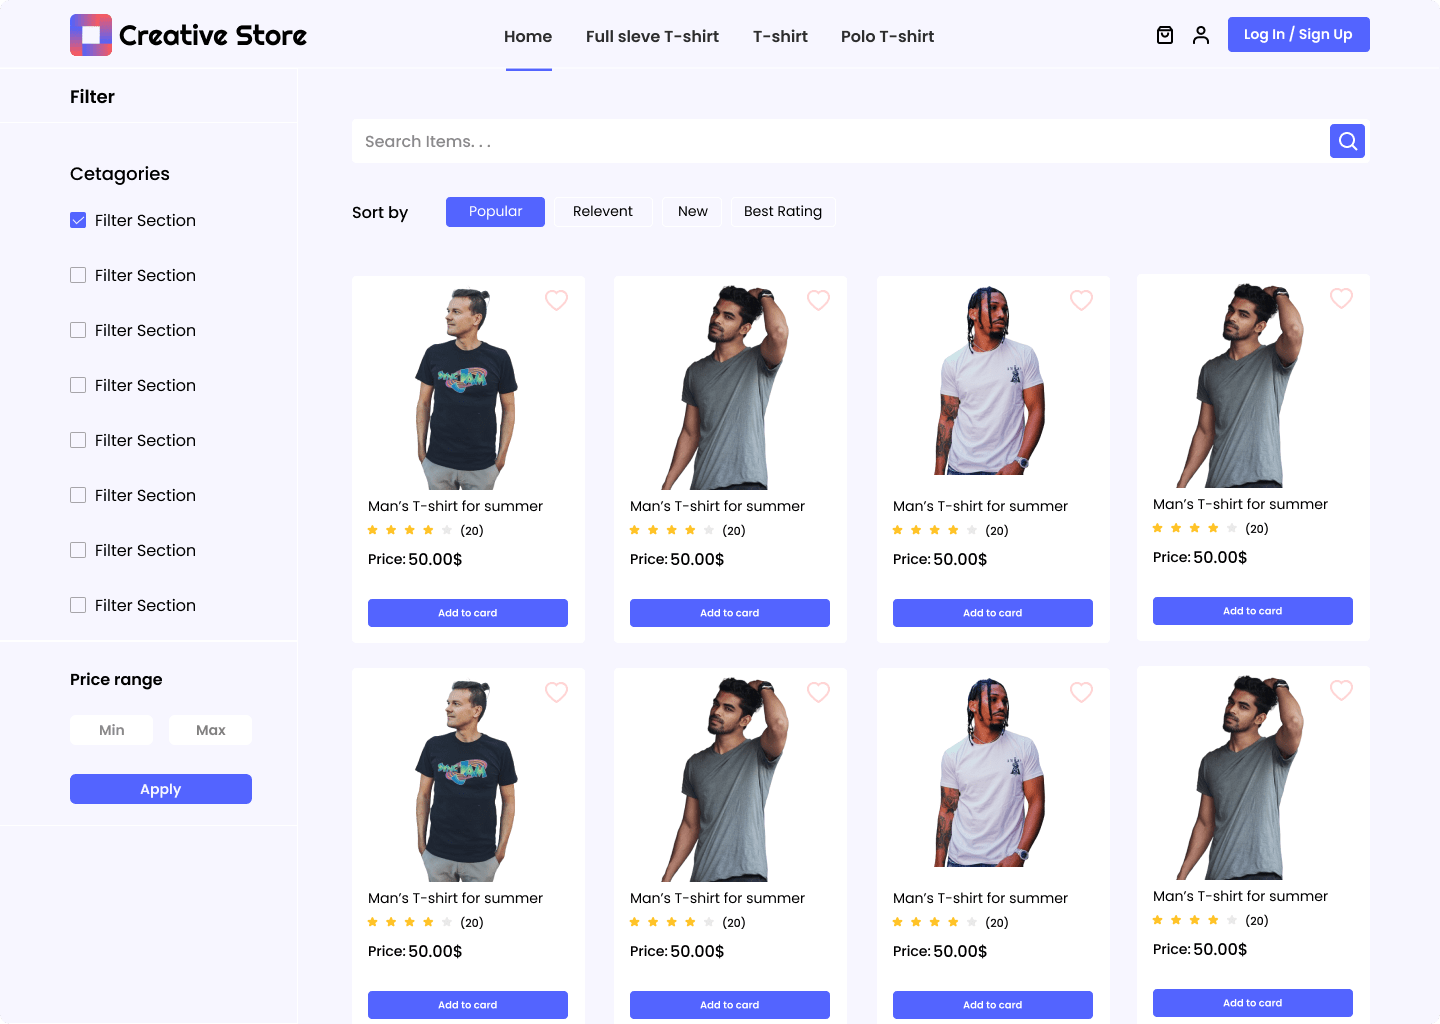 Creative Store
Home
Full sleve T-shirt
T-shirt
Polo T-shirt
Log In / Sign Up
Filter
Cetagories
Filter Section
Filter Section
Filter Section
Filter Section
Filter Section
Filter Section
Filter Section
Filter Section
Price range
Min
Max
Apply
Search Items. . .
Sort by
Popular
Relevent
New
Best Rating
Man’s T-shirt for summer
(20)
Price: 50.00$
Add to card
Man’s T-shirt for summer
(20)
Price: 50.00$
Add to card
Man’s T-shirt for summer
(20)
Price: 50.00$
Add to card
Man’s T-shirt for summer
(20)
Price: 50.00$
Add to card
Man’s T-shirt for summer
(20)
Price: 50.00$
Add to card
Man’s T-shirt for summer
(20)
Price: 50.00$
Add to card
Man’s T-shirt for summer
(20)
Price: 50.00$
Add to card
Man’s T-shirt for summer
(20)
Price: 50.00$
Add to card